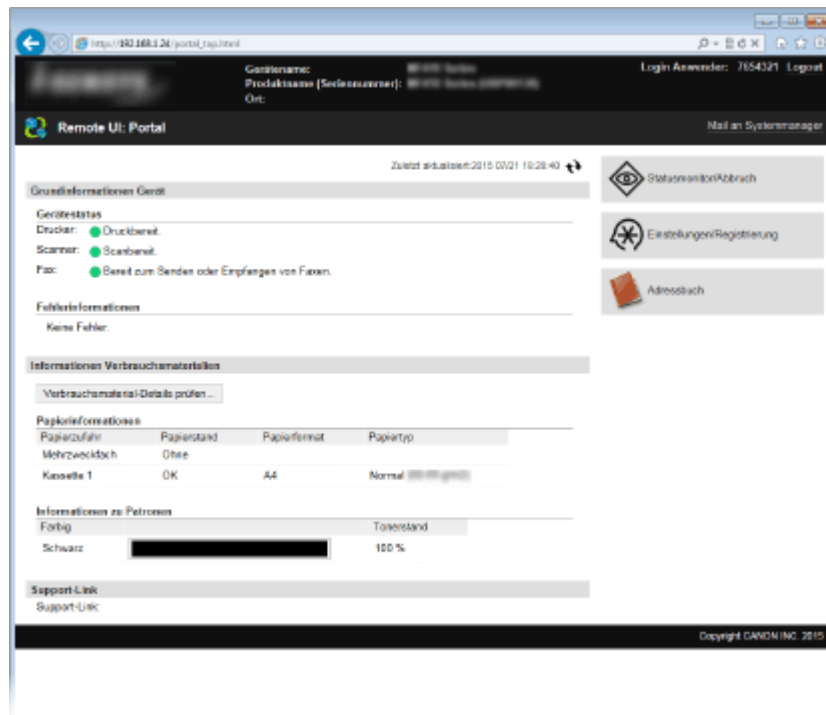 http://192.168.1.24/portal_top.html
Gerätename:
Produktname (Seriennummer):
Ort:
Login Anwender: 7654321 Logout
Remote UI: Portal
Mail an Systemmanager
Zuletzt aktualisiert:2015 07/21 18:28:40
Grundinformationen Gerät
Gerätestatus
Drucker: Druckbereit.
Scanner: Scanbereit.
Fax: Bereit zum Senden oder Empfangen von Faxen.
Fehlerinformationen
Keine Fehler.
Statusmonitor/Abbruch
Einstellungen/Registrierung
Adressbuch
Informationen Verbrauchsmaterialien
Verbrauchsmaterial-Details prüfen...
Papierinformationen
Papierzufuhr Papierstand Papierformat Papiertyp
Mehrzweckfach Ohne
Kassette 1 OK A4 Normal
Informationen zu Patronen
Farbig Tonerstand
Schwarz 100 %
Support-Link
Support-Link:
Copyright CANON INC. 2015